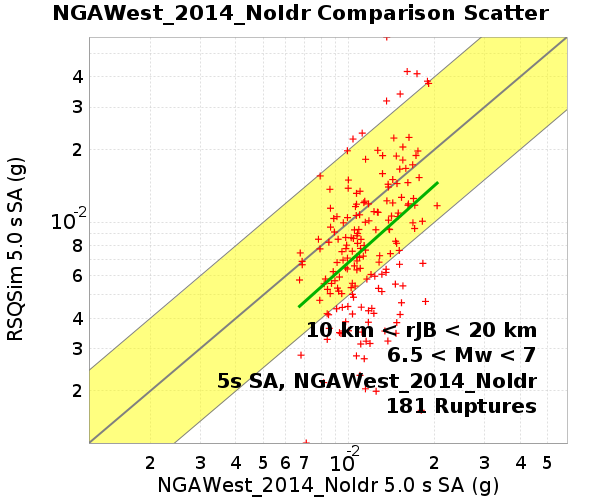 NGAWest_2014_NoIdr Comparison Scatter
RSQSim 5.0 s SA (g)
4
3
2
10-2
8
6
4
3
2
10 km < rJB < 20 km
6.5 < Mw < 7
5s SA, NGAWest_2014_NoIdr
181 Ruptures
2 3 4 5 6 7 10-2 2 3 4 5
NGAWest_2014_NoIdr 5.0 s SA (g)